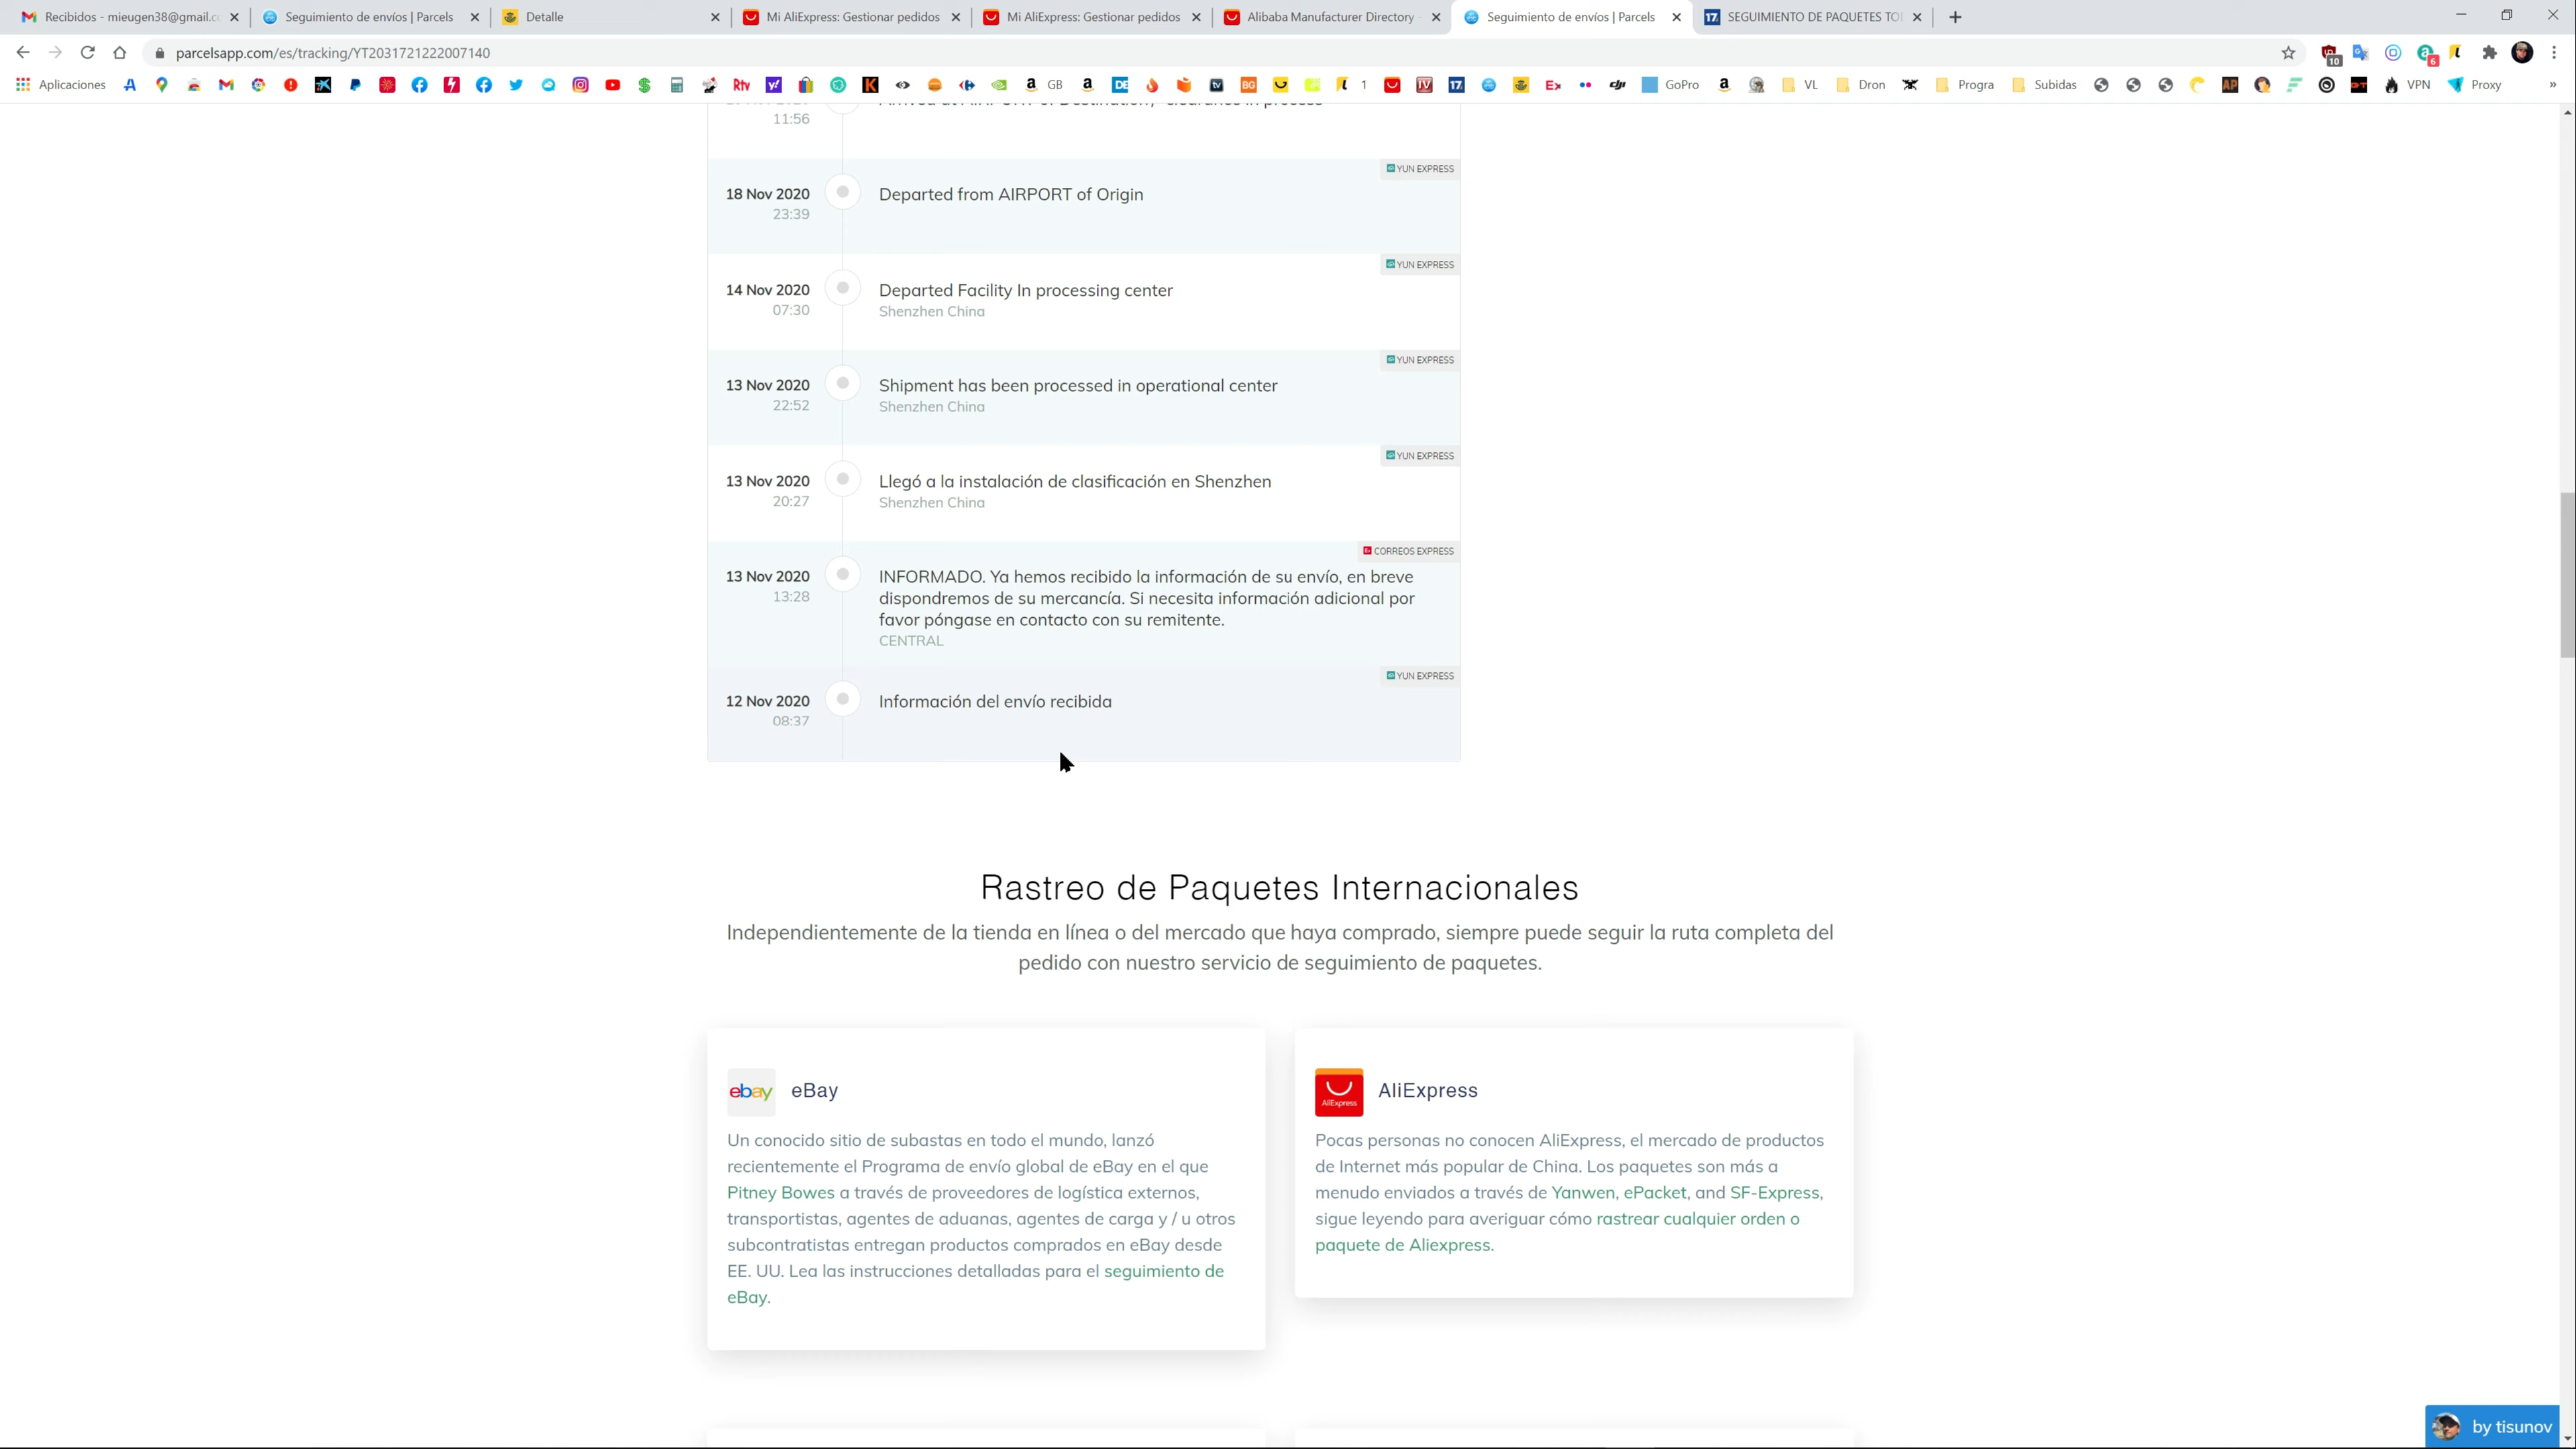 Recibidos - mieugen38@gmail.c
Seguimiento de envíos | Parcels
Detalle
Mi AliExpress: Gestionar pedidos
Mi AliExpress: Gestionar pedidos
Alibaba Manufacturer Directory -
Seguimiento de envíos | Parcels
SEGUIMIENTO DE PAQUETES TO
parcelsapp.com/es/tracking/YT2031721222007140
Aplicaciones
GB
1
GoPro
VL
Dron
Progra
Subidas
VPN
Proxy
»
Arrived at AIRPORT of Destination, clearance in process
11:56
YUN EXPRESS
18 Nov 2020
Departed from AIRPORT of Origin
23:39
YUN EXPRESS
14 Nov 2020
Departed Facility In processing center
07:30
Shenzhen China
YUN EXPRESS
13 Nov 2020
Shipment has been processed in operational center
22:52
Shenzhen China
YUN EXPRESS
13 Nov 2020
Llegó a la instalación de clasificación en Shenzhen
20:27
Shenzhen China
CORREOS EXPRESS
13 Nov 2020
INFORMADO. Ya hemos recibido la información de su envío, en breve
13:28
dispondremos de su mercancía. Si necesita información adicional por
favor póngase en contacto con su remitente.
CENTRAL
YUN EXPRESS
12 Nov 2020
Información del envío recibida
08:37
Rastreo de Paquetes Internacionales
Independientemente de la tienda en línea o del mercado que haya comprado, siempre puede seguir la ruta completa del
pedido con nuestro servicio de seguimiento de paquetes.
ebay
eBay
Un conocido sitio de subastas en todo el mundo, lanzó
recientemente el Programa de envío global de eBay en el que
Pitney Bowes a través de proveedores de logística externos,
transportistas, agentes de aduanas, agentes de carga y / u otros
subcontratistas entregan productos comprados en eBay desde
EE. UU. Lea las instrucciones detalladas para el seguimiento de
eBay.
AliExpress
AliExpress
Pocas personas no conocen AliExpress, el mercado de productos
de Internet más popular de China. Los paquetes son más a
menudo enviados a través de Yanwen, ePacket, and SF-Express,
sigue leyendo para averiguar cómo rastrear cualquier orden o
paquete de Aliexpress.
by tisunov